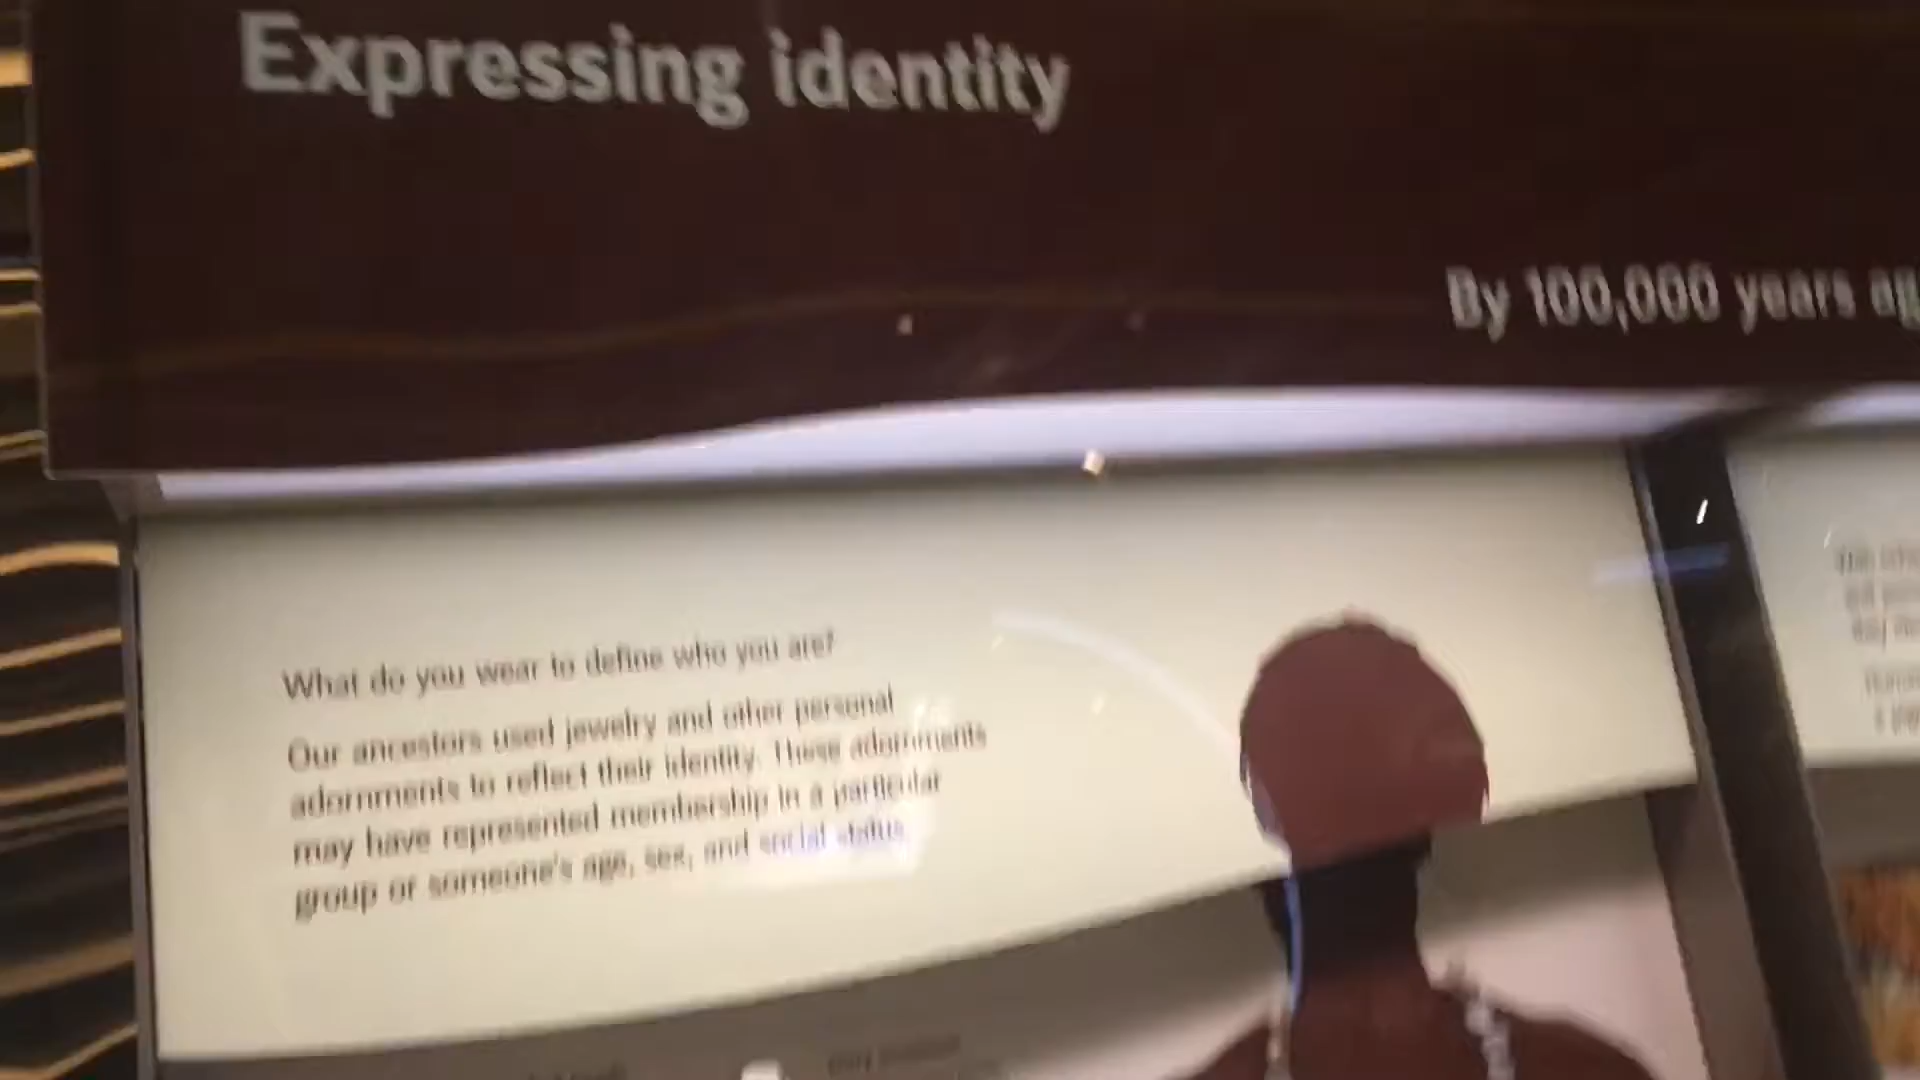 Expressing identity
By 100,000 years ag
What do you wear to define who you are?
Our ancestors used jewelry and other personal
adornments to reflect their identity. These adornments
may have represented membership in a particular
group or someone's age, sex, and social status.